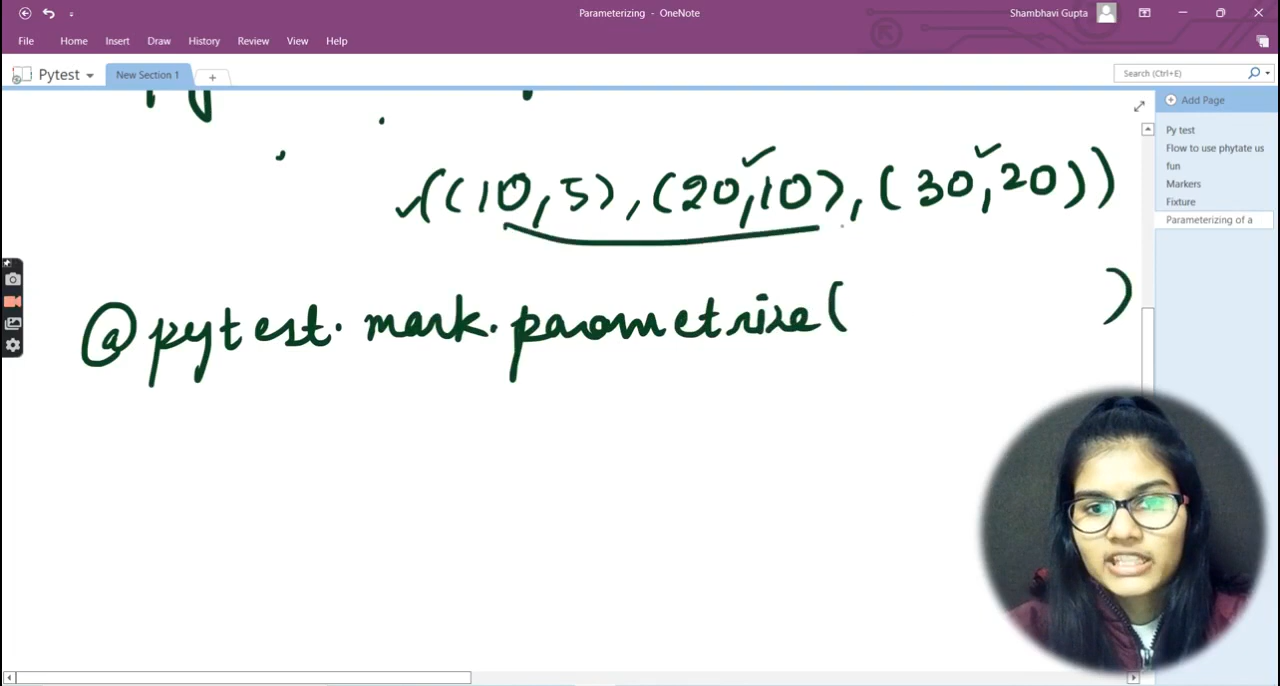 Parameterizing - OneNote
Shambhavi Gupta
File Home Insert Draw History Review View Help
Pytest
New Section 1
Search (Ctrl+E)
Add Page
Py test
Flow to use phytate us
fun
Markers
Fixture
Parameterizing of a
((10,5),(20,10),(30,20))
@pytest.mark.parametrize( )